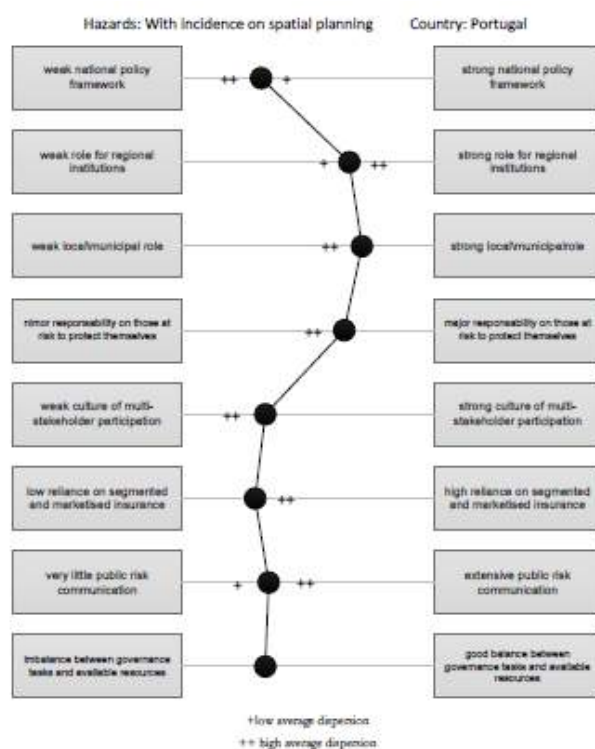 Hazards: With incidence on spatial planning Country: Portugal
weak national policy
framework
++
+
strong national policy
framework
weak role for regional
institutions
+
++
strong role for regional
institutions
weak local\municipal role
++
strong local\municipalrole
nimor responsability on those at
risk to protect themselves
++
major responsability on those at
risk to protect themselves
weak culture of multi-
stakeholder participation
++
strong culture of multi-
stakeholder participation
low reliance on segmented
and marketised insurance
++
high reliance on segmented
and marketised insurance
very little public risk
communication
+
++
extensive public risk
communication
imbalance between governance
tasks and available resources
good balance between
governance tasks and available
resources
+low average dispersion
++ high average dispersion